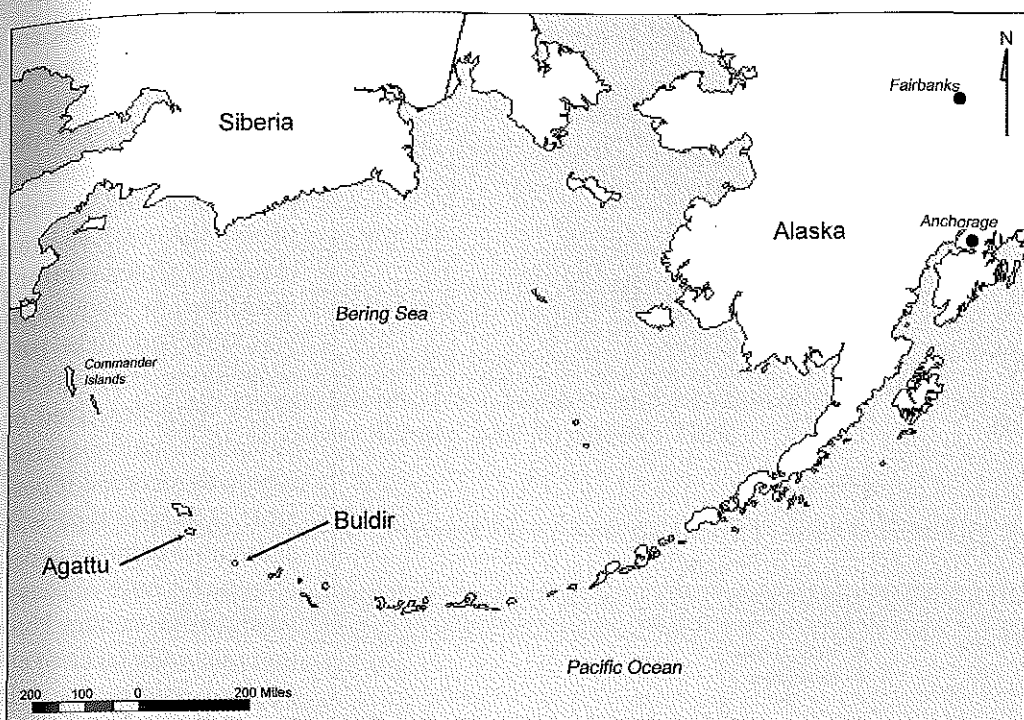 N
Fairbanks
Siberia
Anchorage
Alaska
Bering Sea
Commander
Islands
Buldir
Agattu
Pacific Ocean
200 100 0 200 Miles